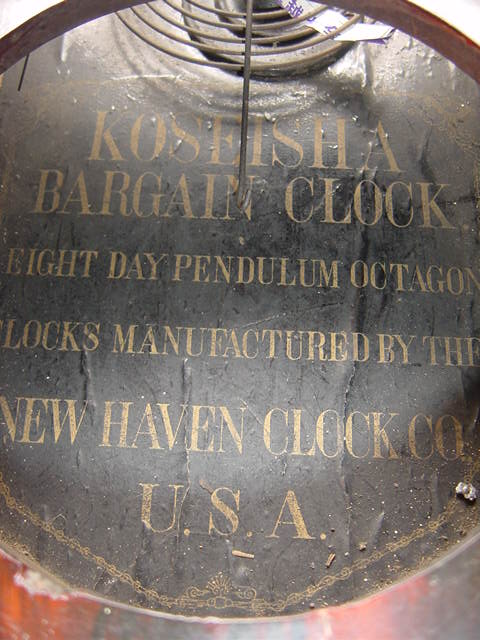 KOSEISHA
BARGAIN CLOCK.
EIGHT DAY PENDULUM OCTAGON
CLOCKS MANUFACTURED BY THE
NEW HAVEN CLOCK CO.
U.S.A.